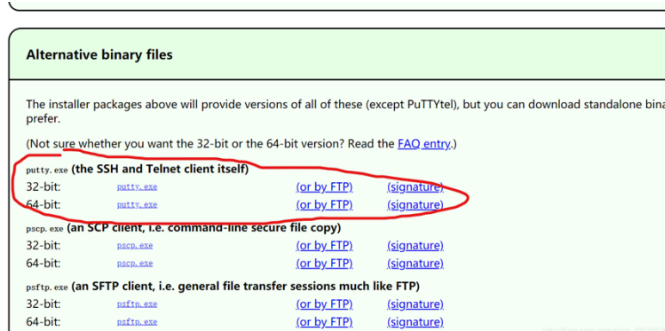 Alternative binary files
The installer packages above will provide versions of all of these (except PuTTYtel), but you can download standalone bina
prefer.
(Not sure whether you want the 32-bit or the 64-bit version? Read the FAQ entry.)
putty.exe (the SSH and Telnet client itself)
32-bit: putty.exe (or by FTP) (signature)
64-bit: putty.exe (or by FTP) (signature)
pscp.exe (an SCP client, i.e. command-line secure file copy)
32-bit: pscp.exe (or by FTP) (signature)
64-bit: pscp.exe (or by FTP) (signature)
psftp.exe (an SFTP client, i.e. general file transfer sessions much like FTP)
32-bit: psftp.exe (or by FTP) (signature)
64-bit: psftp.exe (or by FTP) (signature)